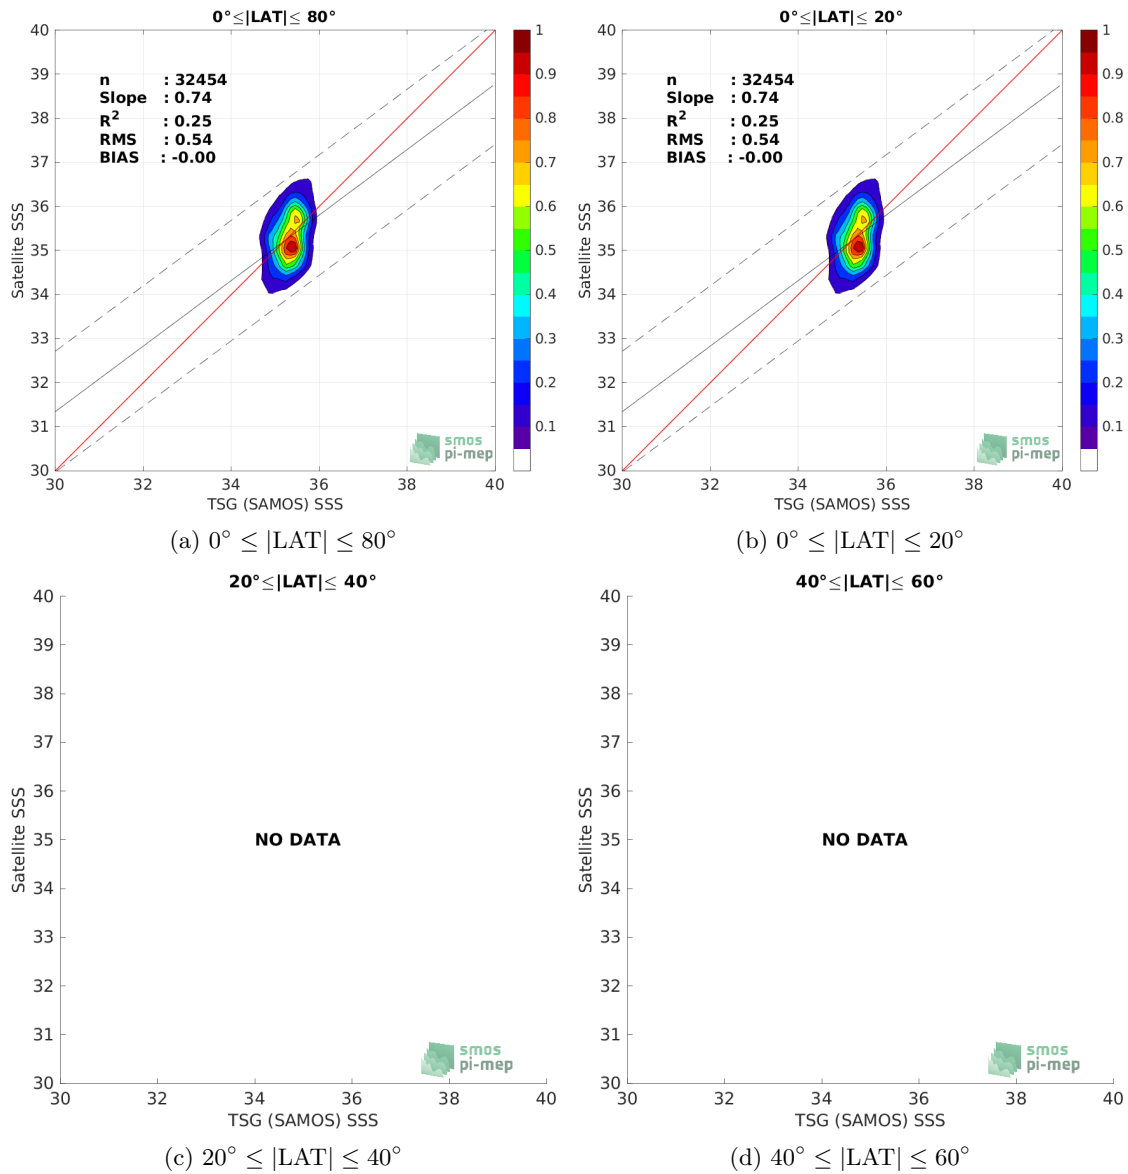 0°≤|LAT|≤ 80°
40
39
38
37
36
35
34
33
32
31
30
Satellite SSS
n : 32454
Slope : 0.74
R² : 0.25
RMS : 0.54
BIAS : -0.00
1
0.9
0.8
0.7
0.6
0.5
0.4
0.3
0.2
0.1
smos
pi-mep
30 32 34 36 38 40
TSG (SAMOS) SSS
(a) 0° ≤ |LAT| ≤ 80°
0°≤|LAT|≤ 20°
40
39
38
37
36
35
34
33
32
31
30
Satellite SSS
n : 32454
Slope : 0.74
R² : 0.25
RMS : 0.54
BIAS : -0.00
1
0.9
0.8
0.7
0.6
0.5
0.4
0.3
0.2
0.1
smos
pi-mep
30 32 34 36 38 40
TSG (SAMOS) SSS
(b) 0° ≤ |LAT| ≤ 20°
20°≤|LAT|≤ 40°
40
39
38
37
36
35
34
33
32
31
30
Satellite SSS
NO DATA
smos
pi-mep
30 32 34 36 38 40
TSG (SAMOS) SSS
(c) 20° ≤ |LAT| ≤ 40°
40°≤|LAT|≤ 60°
40
39
38
37
36
35
34
33
32
31
30
Satellite SSS
NO DATA
smos
pi-mep
30 32 34 36 38 40
TSG (SAMOS) SSS
(d) 40° ≤ |LAT| ≤ 60°